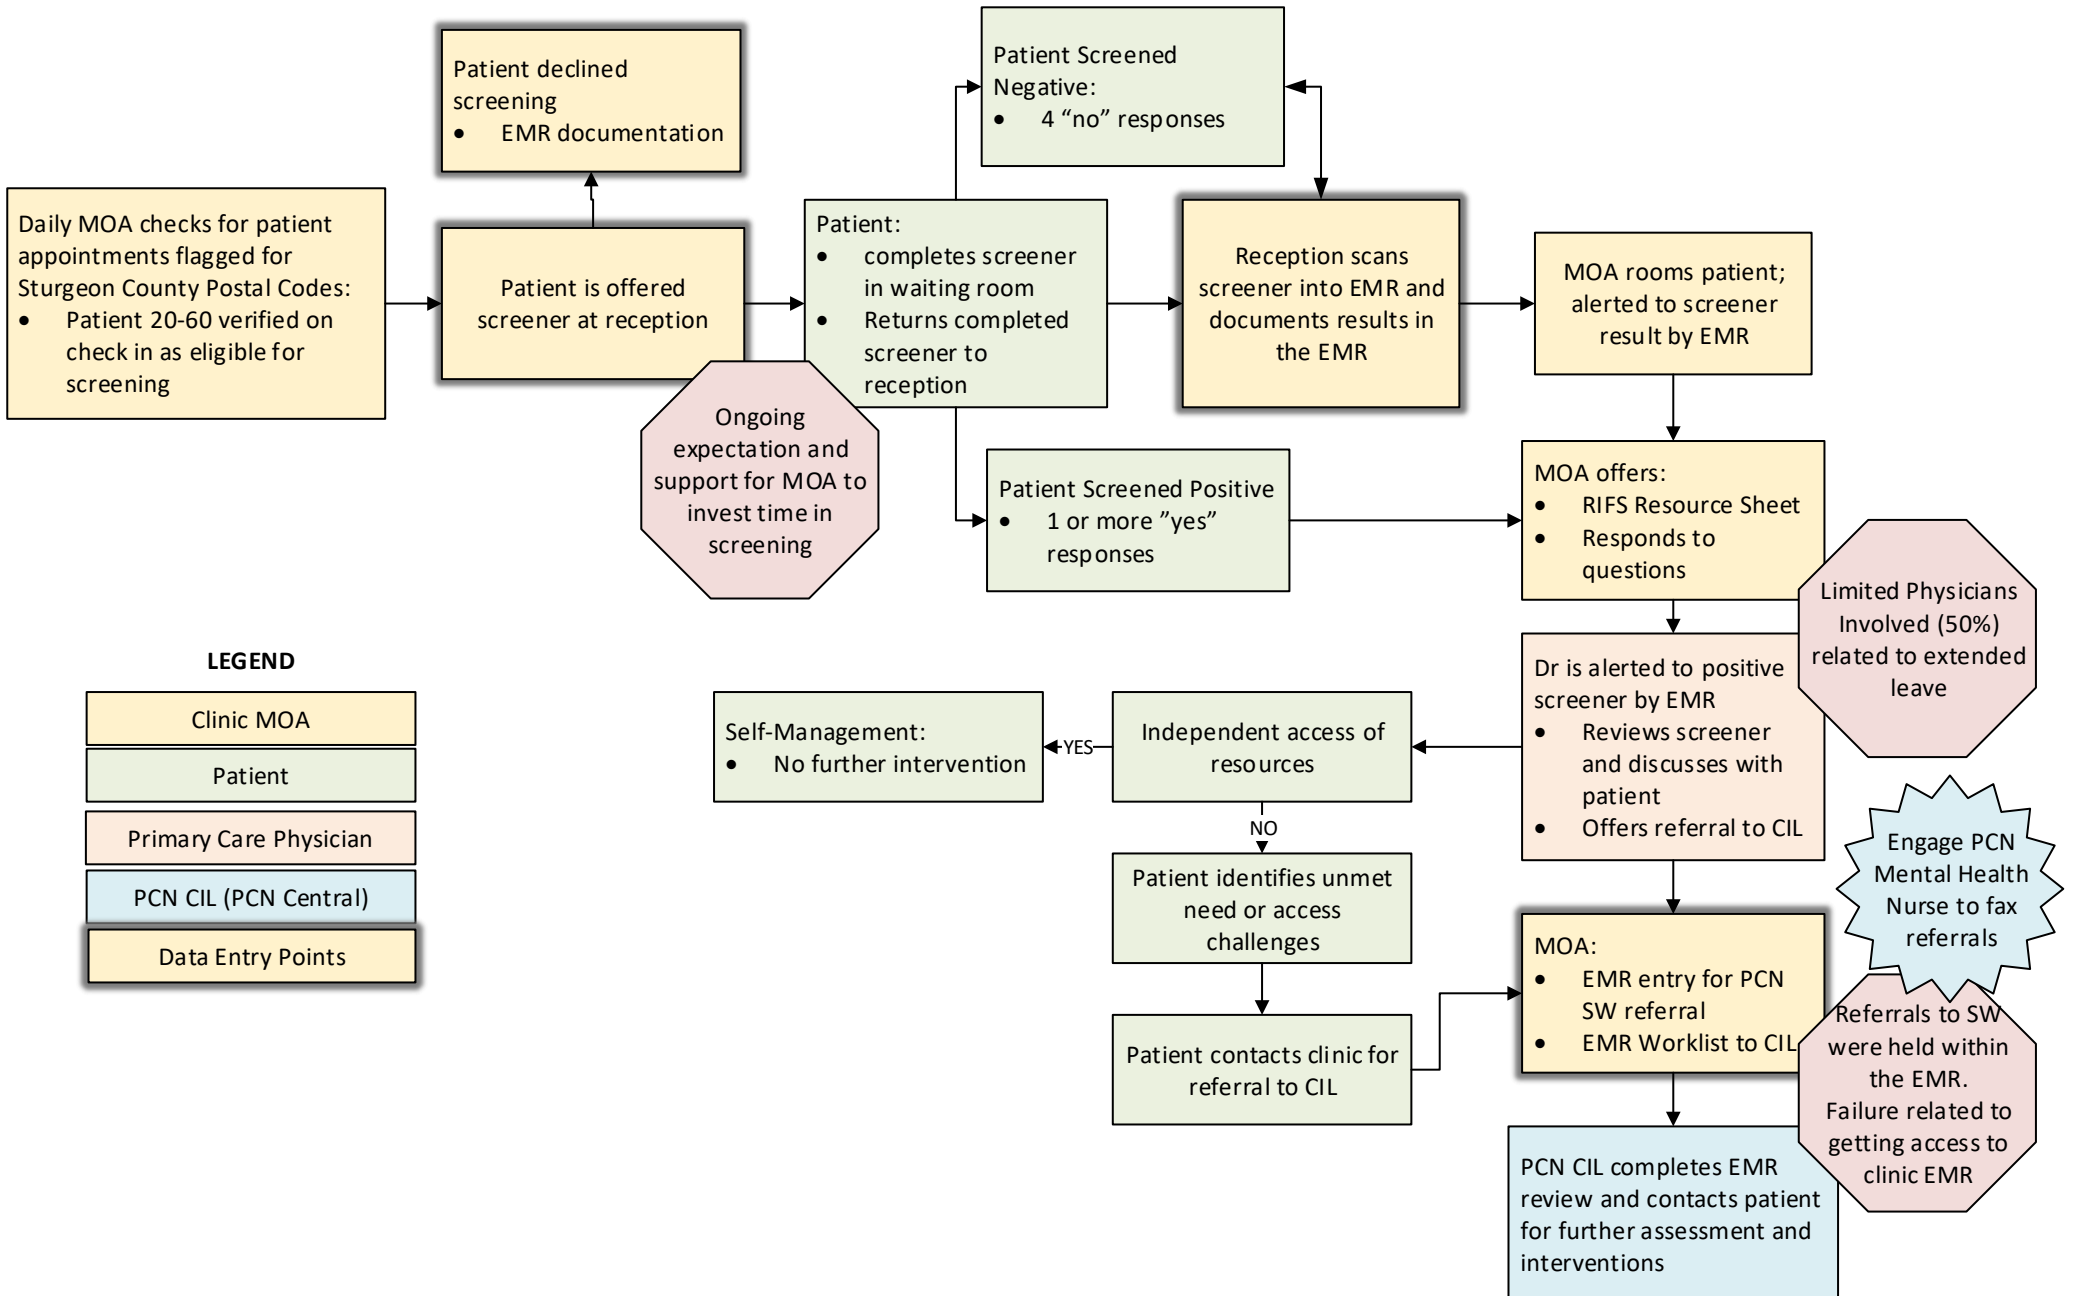 Patient declined
screening
• EMR documentation
Patient Screened
Negative:
• 4 “no” responses
Daily MOA checks for patient
appointments flagged for
Sturgeon County Postal Codes:
• Patient 20-60 verified on
check in as eligible for
screening
Patient is offered
screener at reception
Patient:
• completes screener
in waiting room
• Returns completed
screener to
reception
Reception scans
screener into EMR and
documents results in
the EMR
MOA rooms patient;
alerted to screener
result by EMR
Ongoing
expectation and
support for MOA to
invest time in
screening
Patient Screened Positive
• 1 or more ”yes”
responses
MOA offers:
• RIFS Resource Sheet
• Responds to
questions
Limited Physicians
Involved (50%)
related to extended
leave
LEGEND
Clinic MOA
Patient
Primary Care Physician
PCN CIL (PCN Central)
Data Entry Points
Self-Management:
• No further intervention
YES
Independent access of
resources
Dr is alerted to positive
screener by EMR
• Reviews screener
and discusses with
patient
• Offers referral to CIL
NO
Patient identifies unmet
need or access
challenges
Engage PCN
Mental Health
Nurse to fax
referrals
Patient contacts clinic for
referral to CIL
MOA:
• EMR entry for PCN
SW referral
• EMR Worklist to CIL
Referrals to SW
were held within
the EMR.
Failure related to
getting access to
clinic EMR
PCN CIL completes EMR
review and contacts patient
for further assessment and
interventions